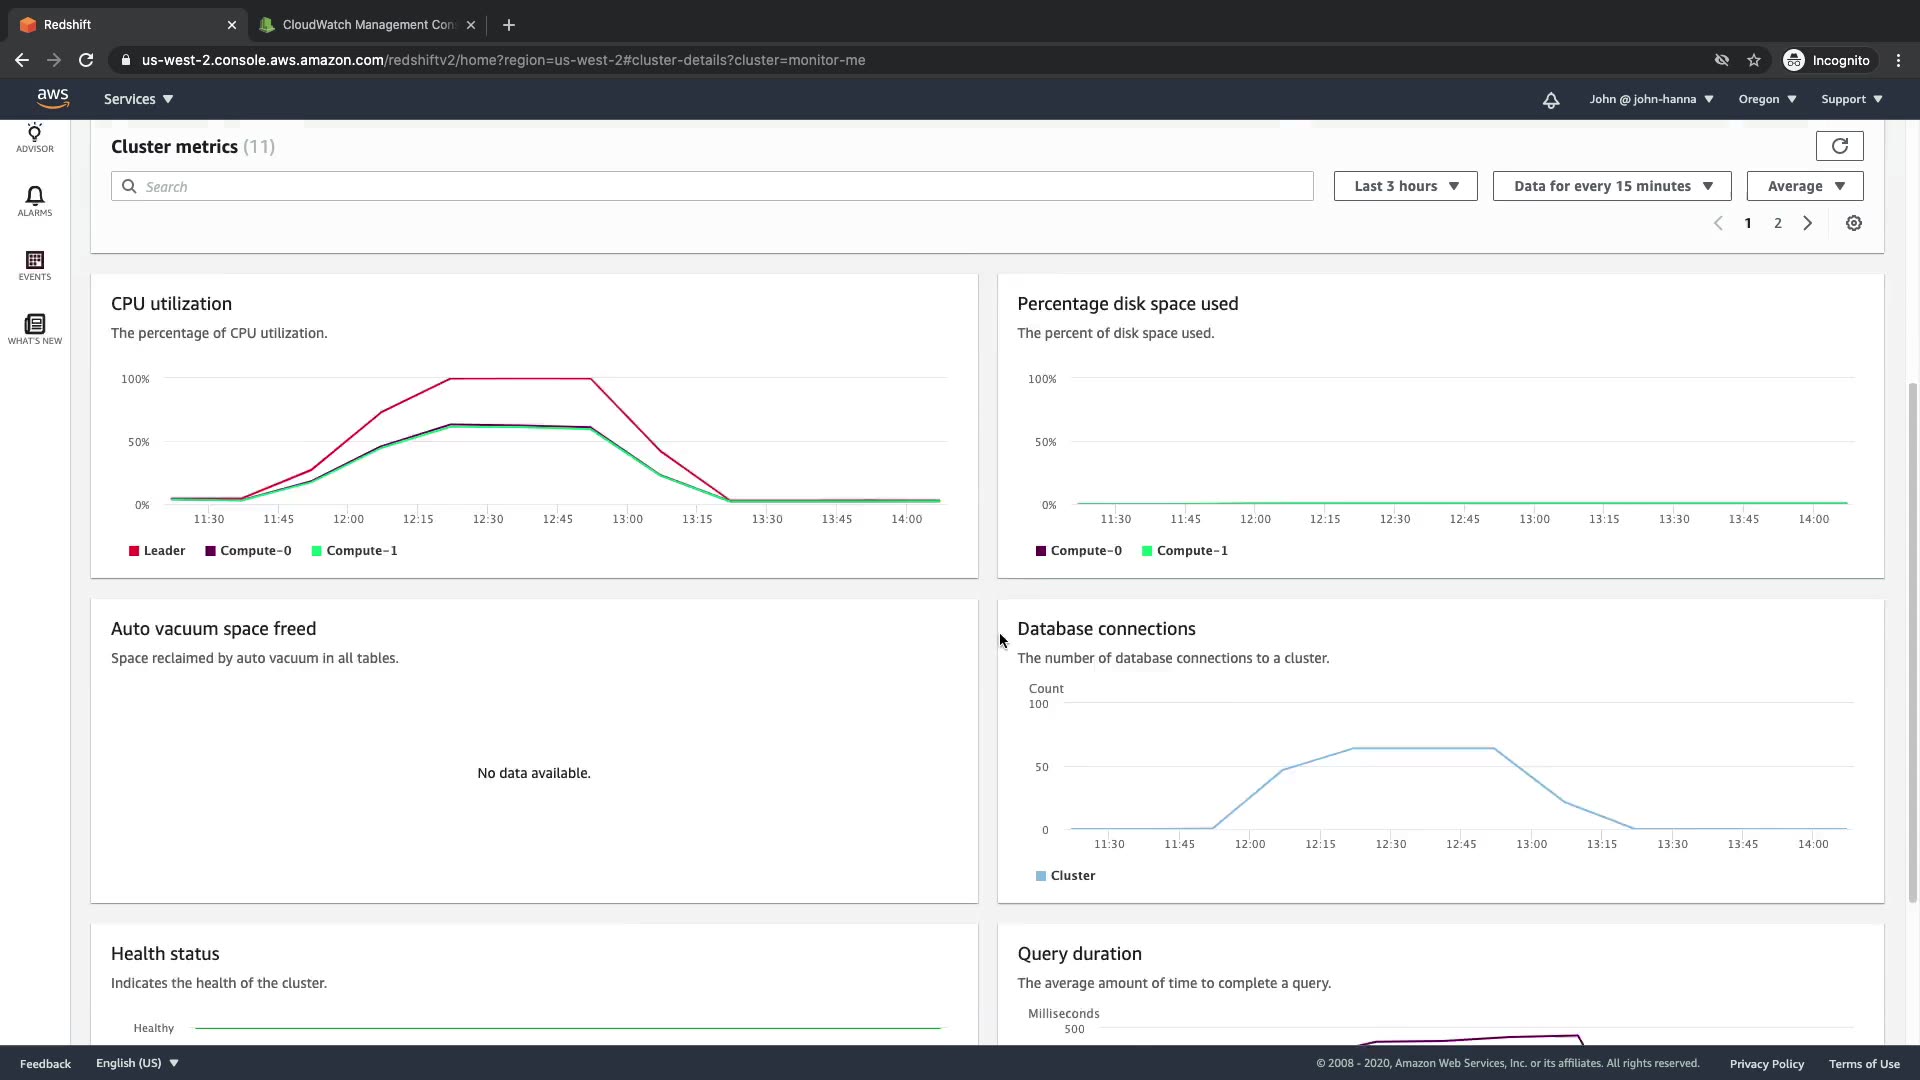 Redshift
CloudWatch Management Con
us-west-2.console.aws.amazon.com/redshiftv2/home?region=us-west-2#cluster-details?cluster=monitor-me
Incognito
aws
Services
John @ john-hanna
Oregon
Support
ADVISOR
ALARMS
EVENTS
WHAT'S NEW
Cluster metrics (11)
Search
Last 3 hours
Data for every 15 minutes
Average
1 2
CPU utilization
The percentage of CPU utilization.
100%
50%
0%
11:30 11:45 12:00 12:15 12:30 12:45 13:00 13:15 13:30 13:45 14:00
Leader Compute-0 Compute-1
Percentage disk space used
The percent of disk space used.
100%
50%
0%
11:30 11:45 12:00 12:15 12:30 12:45 13:00 13:15 13:30 13:45 14:00
Compute-0 Compute-1
Auto vacuum space freed
Space reclaimed by auto vacuum in all tables.
No data available.
Database connections
The number of database connections to a cluster.
Count
100
50
0
11:30 11:45 12:00 12:15 12:30 12:45 13:00 13:15 13:30 13:45 14:00
Cluster
Health status
Indicates the health of the cluster.
Healthy
Query duration
The average amount of time to complete a query.
Milliseconds
500
Feedback
English (US)
© 2008 - 2020, Amazon Web Services, Inc. or its affiliates. All rights reserved.
Privacy Policy
Terms of Use